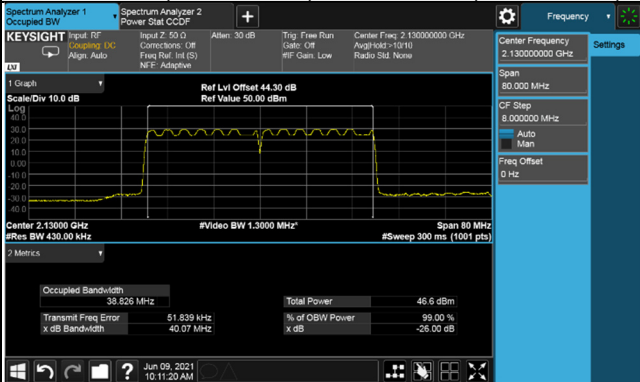 Spectrum Analyzer 1
Occupied BW
Spectrum Analyzer 2
Power Stat CCDF
+
Frequency
KEYSIGHT
Input: RF
Coupling: DC
Align: Auto
Input Z: 50 Ω
Corrections: Off
Freq Ref: Int (S)
NFE: Adaptive
Atten: 30 dB
Trig: Free Run
Gate: Off
#IF Gain: Low
Center Freq: 2.130000000 GHz
Avg|Hold:>10/10
Radio Std: None
LXI
Center Frequency
2.130000000 GHz
Settings
Span
80.000 MHz
CF Step
8.000000 MHz
Auto
Man
Freq Offset
0 Hz
1 Graph
Scale/Div 10.0 dB
Ref Lvl Offset 44.30 dB
Ref Value 50.00 dBm
Log
40.0
30.0
20.0
10.0
0.00
-10.0
-20.0
-30.0
-40.0
Center 2.13000 GHz
#Res BW 430.00 kHz
#Video BW 1.3000 MHz*
Span 80 MHz
#Sweep 300 ms (1001 pts)
2 Metrics
Occupied Bandwidth
38.826 MHz
Total Power 46.6 dBm
Transmit Freq Error 51.839 kHz
% of OBW Power 99.00 %
x dB Bandwidth 40.07 MHz
x dB -26.00 dB
?
Jun 09, 2021
10:11:20 AM